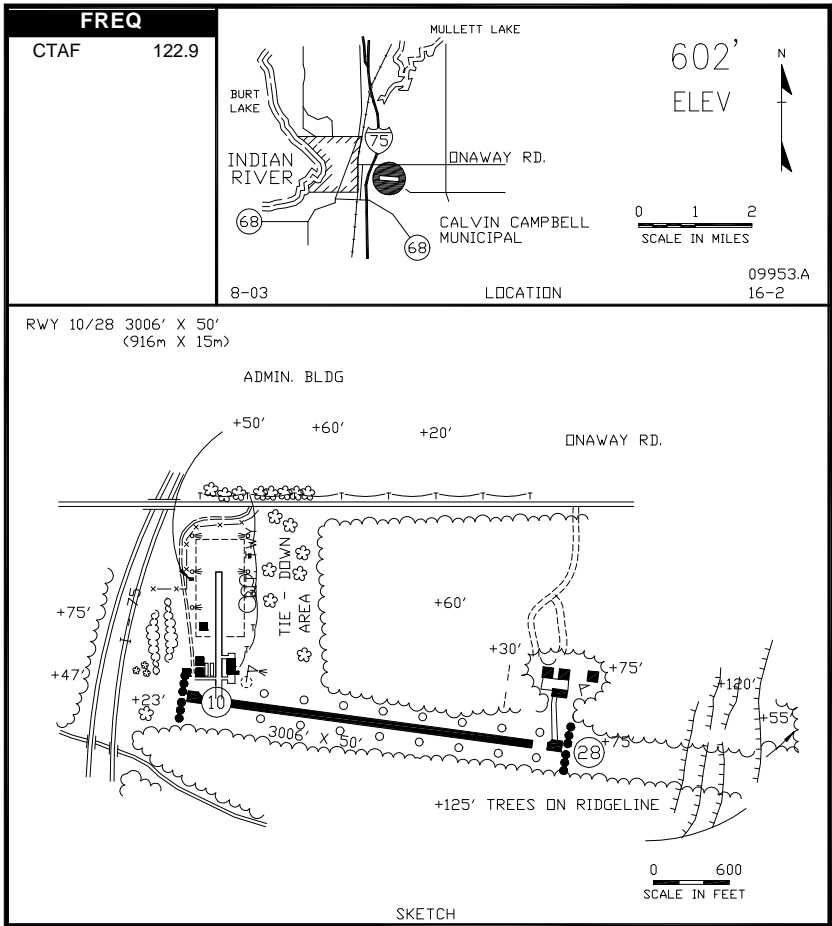 FREQ
CTAF 122.9
MULLETT LAKE
602'
ELEV
N
BURT
LAKE
75
INDIAN
RIVER
ONAWAY RD.
68
CALVIN CAMPBELL
MUNICIPAL
68
0 1 2
SCALE IN MILES
09953.A
8-03
LOCATION
16-2
RWY 10/28 3006' X 50'
(916m X 15m)
ADMIN. BLDG
+50'
+60'
+20'
ONAWAY RD.
TIE - DOWN
AREA
I - 75
+75'
+47'
+23'
+60'
+30'
+75'
+120'
+55'
10
3006' X 50'
28
+75'
+125' TREES ON RIDGELINE
0 600
SCALE IN FEET
SKETCH